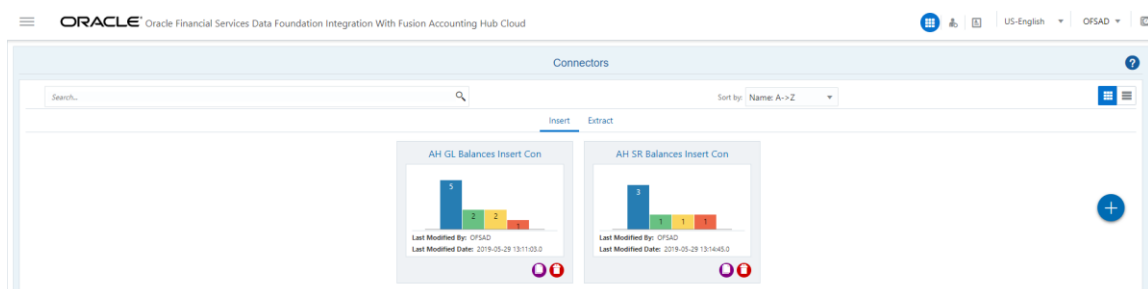 ORACLE® Oracle Financial Services Data Foundation Integration With Fusion Accounting Hub Cloud
US-English
OFSAD
Connectors
?
Search...
Sort by: Name: A->Z
Insert
Extract
AH GL Balances Insert Con
5
2
2
1
Last Modified By: OFSAD
Last Modified Date: 2019-05-29 13:11:03.0
AH SR Balances Insert Con
3
1
1
1
Last Modified By: OFSAD
Last Modified Date: 2019-05-29 13:14:45.0
+